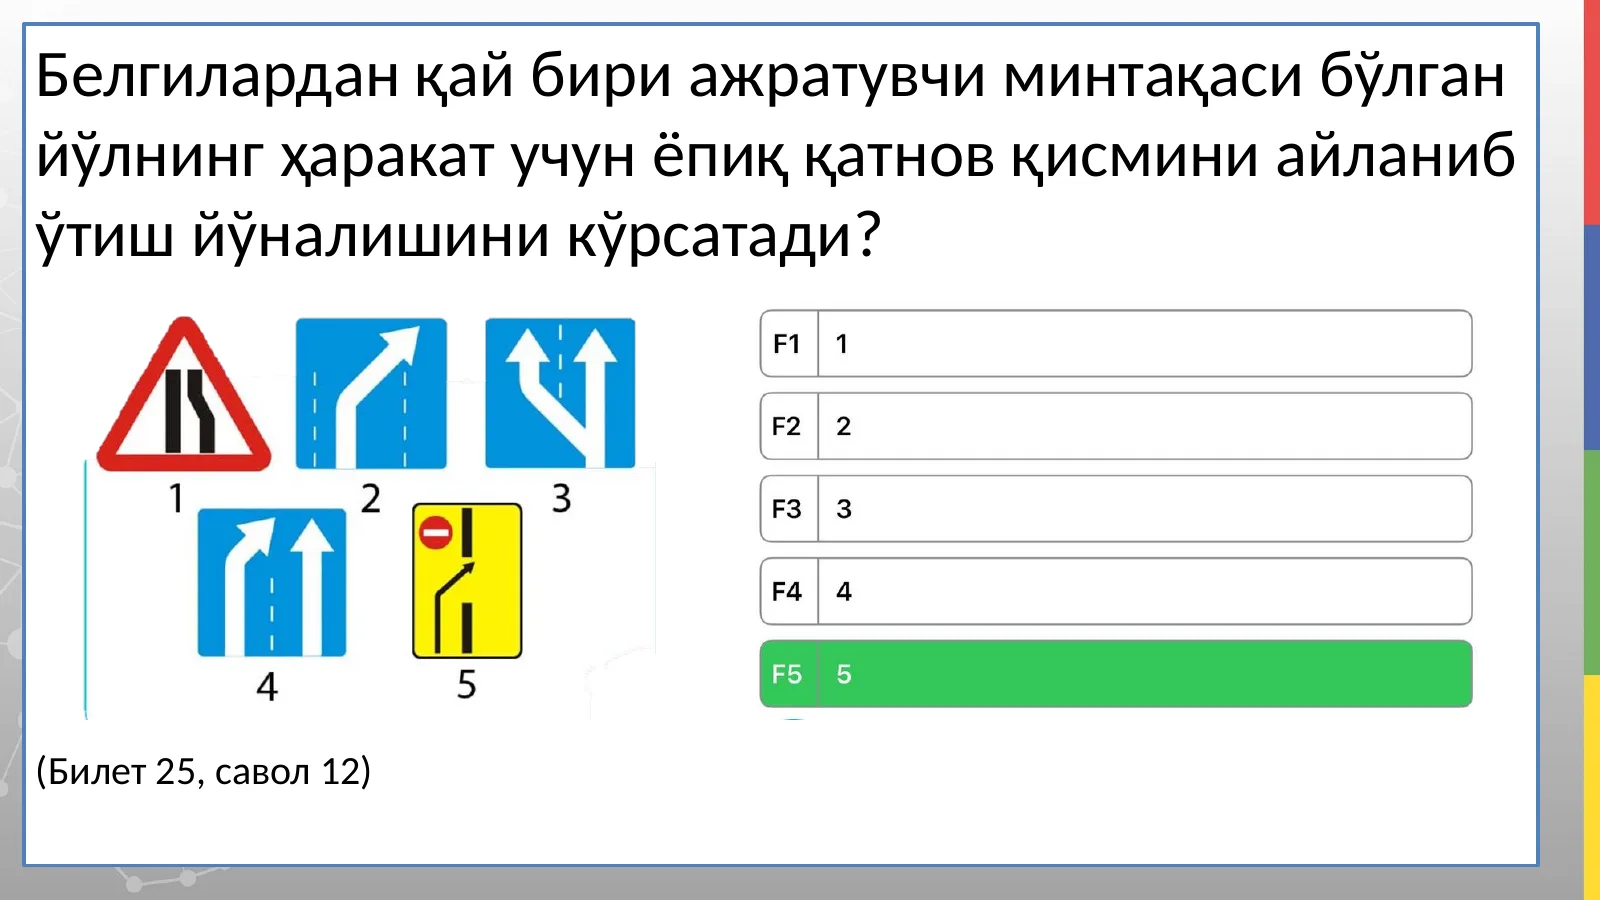 Белгилардан қай бири ажратувчи минтақаси бўлган
йўлнинг ҳаракат учун ёпиқ қатнов қисмини айланиб
ўтиш йўналишини кўрсатади?
1
2
3
4
5
F1 1
F2 2
F3 3
F4 4
F5 5
(Билет 25, савол 12)